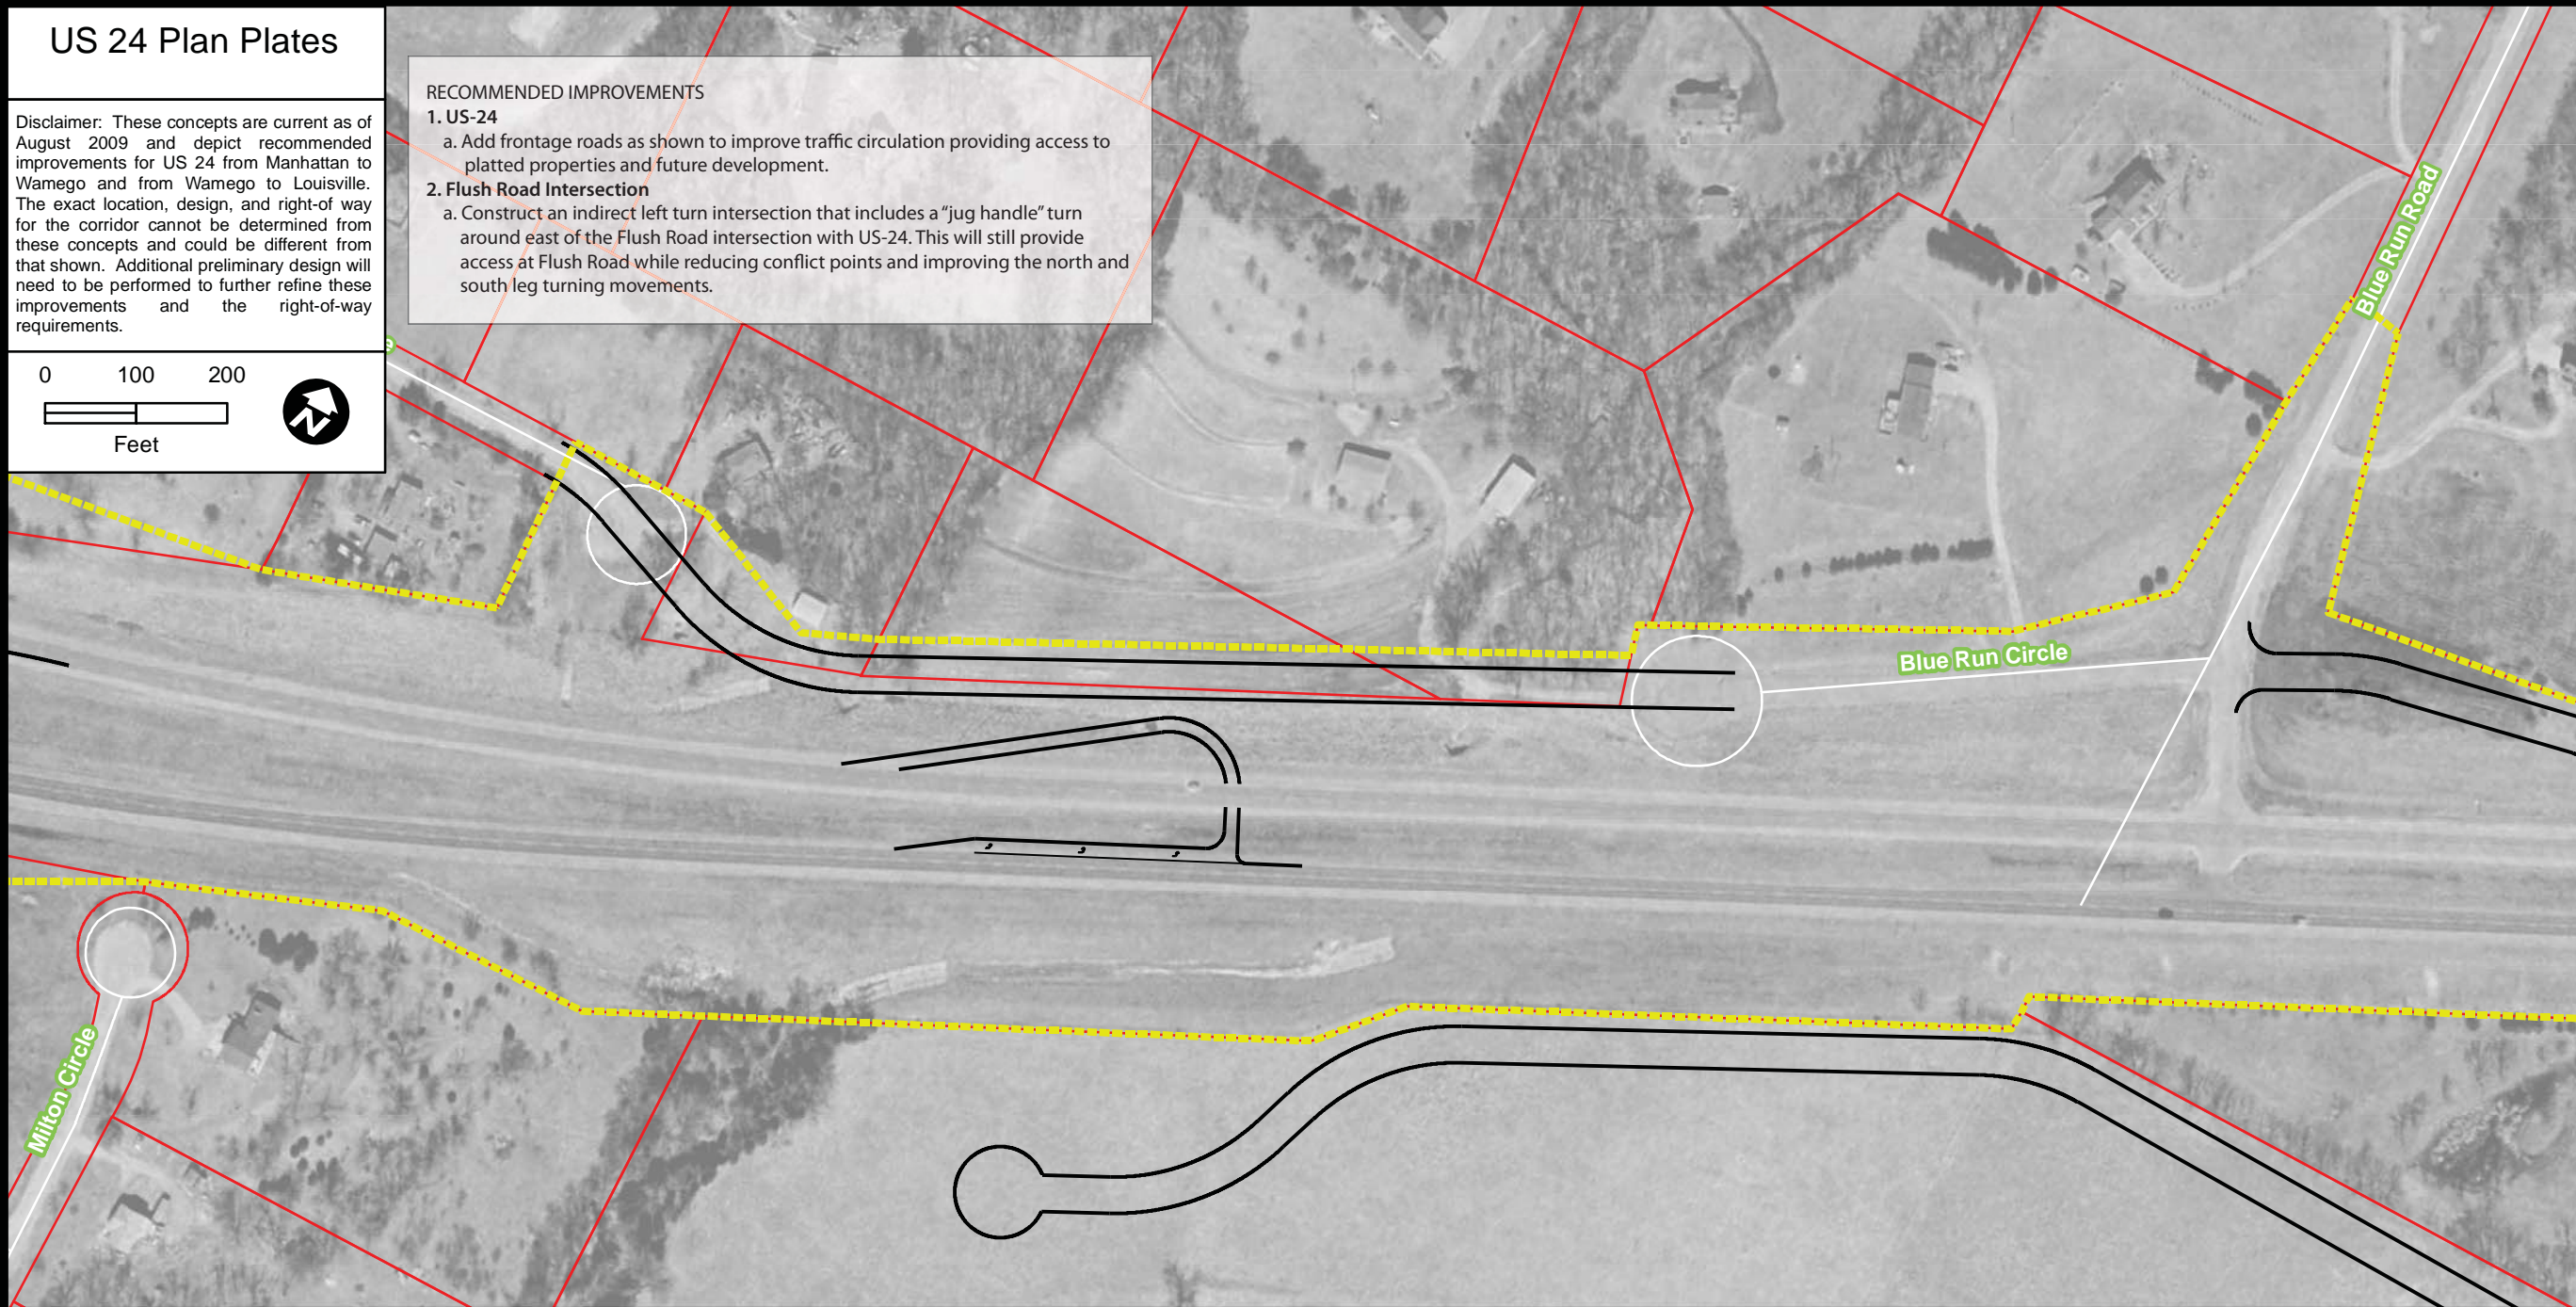 US 24 Plan Plates
Disclaimer: These concepts are current as of
August 2009 and depict recommended
improvements for US 24 from Manhattan to
Wamego and from Wamego to Louisville.
The exact location, design, and right-of way
for the corridor cannot be determined from
these concepts and could be different from
that shown. Additional preliminary design will
need to be performed to further refine these
improvements and the right-of-way
requirements.
0 100 200
Feet
N
RECOMMENDED IMPROVEMENTS
1. US-24
a. Add frontage roads as shown to improve traffic circulation providing access to
platted properties and future development.
2. Flush Road Intersection
a. Construct an indirect left turn intersection that includes a “jug handle” turn
around east of the Flush Road intersection with US-24. This will still provide
access at Flush Road while reducing conflict points and improving the north and
south leg turning movements.
Blue Run Road
Blue Run Circle
Milton Circle